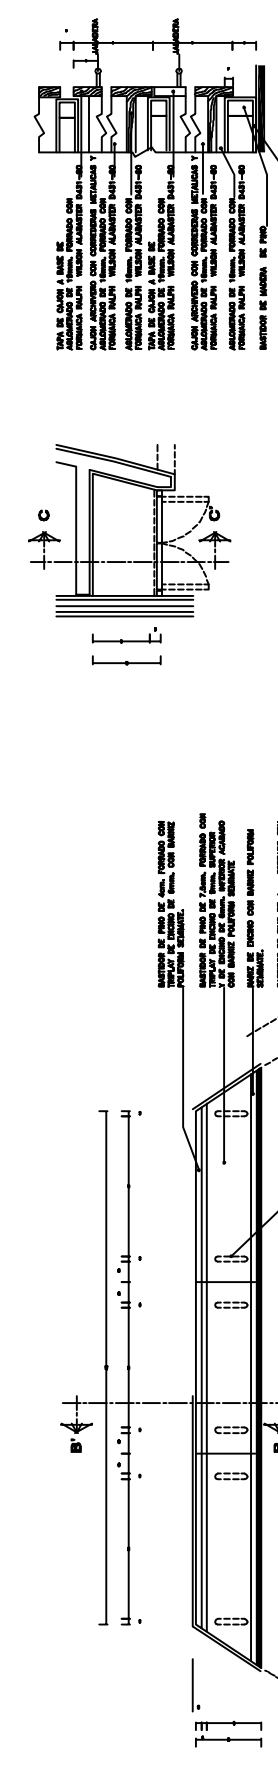 JALADERA
JALADERA
TAPA DE CAJON A BASE DE
AGLOMERADO DE 16mm. FORRADO CON
FORMAICA RALPH WILSON ALABASTER D431-60
CAJON ARCHIVERO CON CORREDERAS METALICAS Y
AGLOMERADO DE 16mm. FORRADO CON
FORMAICA RALPH WILSON ALABASTER D431-60
AGLOMERADO DE 16mm. FORRADO CON
FORMAICA RALPH WILSON ALABASTER D431-60
TAPA DE CAJON A BASE DE
AGLOMERADO DE 16mm. FORRADO CON
FORMAICA RALPH WILSON ALABASTER D431-60
CAJON ARCHIVERO CON CORREDERAS METALICAS Y
AGLOMERADO DE 16mm. FORRADO CON
FORMAICA RALPH WILSON ALABASTER D431-60
AGLOMERADO DE 16mm. FORRADO CON
FORMAICA RALPH WILSON ALABASTER D431-60
BASTIDOR DE MADERA DE PINO
C
C'
BASTIDOR DE PINO DE 4cm. FORRADO CON
TRIPLAY DE ENCINO DE 6mm. CON BARNIZ
POLIFORM SEMIMATE.
BASTIDOR DE PINO DE 7.5cm. FORRADO CON
TRIPLAY DE ENCINO DE 9mm. SUPERIOR
Y DE ENCINO DE 6mm. INFERIOR ACABADO
CON BARNIZ POLIFORM SEMIMATE
NARIZ DE ENCINO CON BARNIZ POLIFORM
SEMIMATE.
B'
B